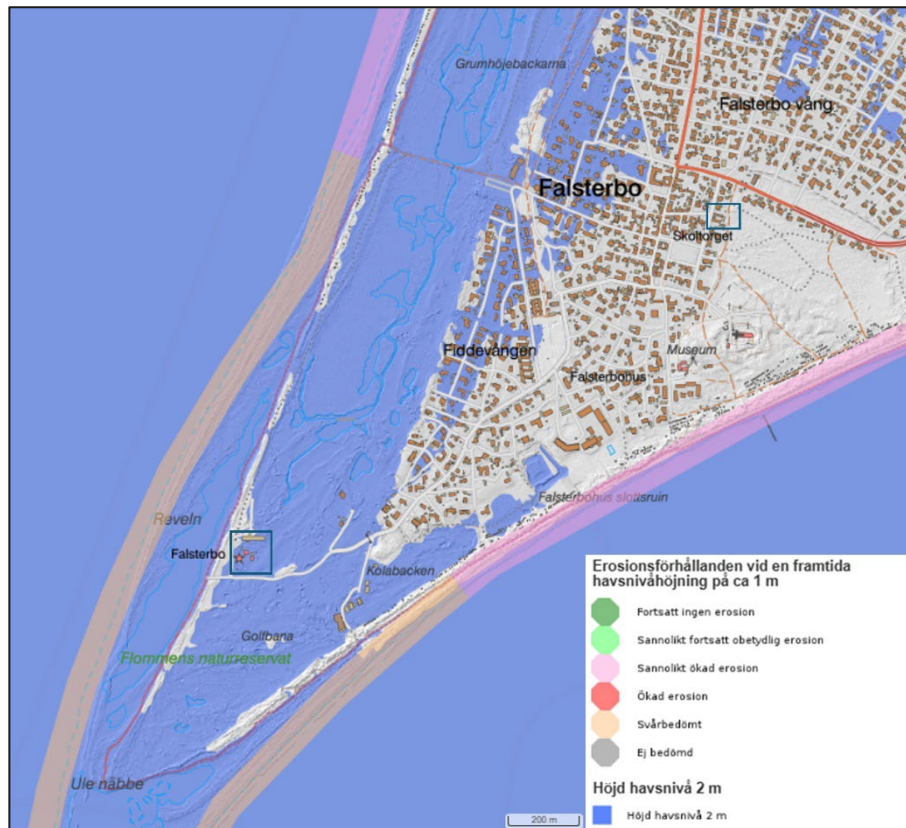 Grumhöjebackarna
Falsterbo vång
Falsterbo
Skoltorget
Fiddevången
Museum
Falsterbohus
Falsterbohus slottsruin
Reveln
Falsterbo
Kolabacken
Golfbana
Flommens naturreservat
Ule näbbe
200 m
Erosionsförhållanden vid en framtida
havsnivåhöjning på ca 1 m
Fortsatt ingen erosion
Sannolikt fortsatt obetydlig erosion
Sannolikt ökad erosion
Ökad erosion
Svårbedömt
Ej bedömd
Höjd havsnivå 2 m
Höjd havsnivå 2 m